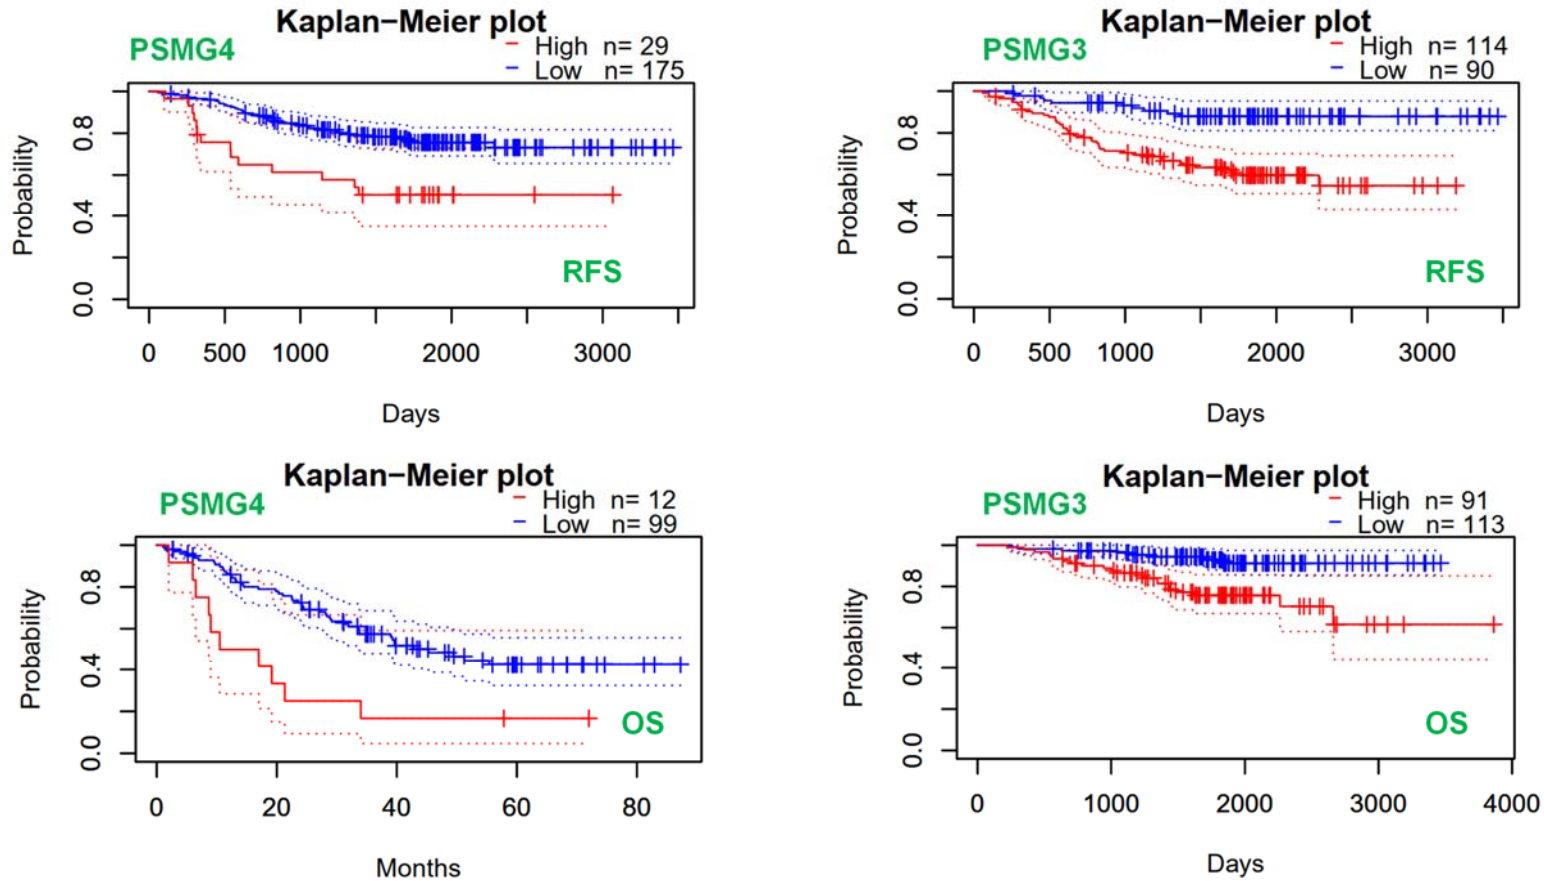 Kaplan−Meier plot
PSMG4
High n= 29
Low n= 175
Probability
0.8
0.4
0.0
RFS
0 500 1000 2000 3000
Days
Kaplan−Meier plot
PSMG3
High n= 114
Low n= 90
Probability
0.8
0.4
0.0
RFS
0 500 1000 2000 3000
Days
Kaplan−Meier plot
PSMG4
High n= 12
Low n= 99
Probability
0.8
0.4
0.0
OS
0 20 40 60 80
Months
Kaplan−Meier plot
PSMG3
High n= 91
Low n= 113
Probability
0.8
0.4
0.0
OS
0 1000 2000 3000 4000
Days